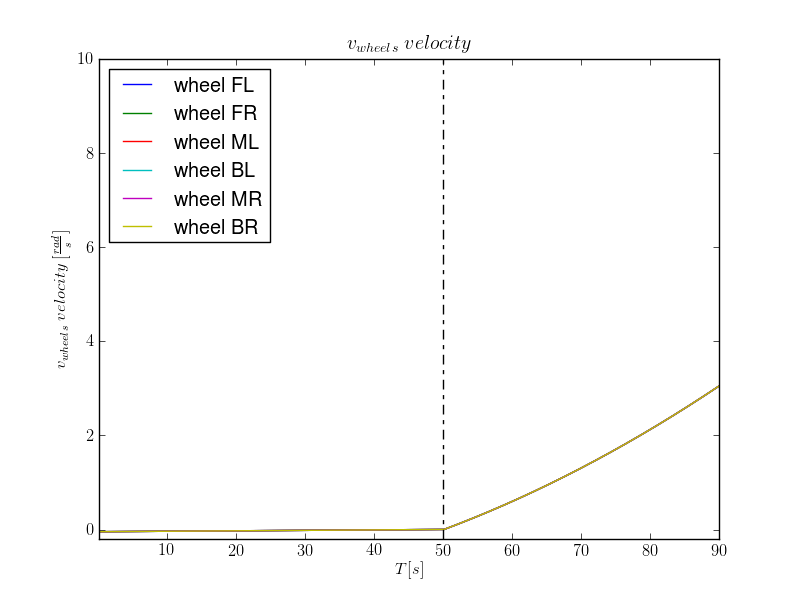 v_wheels velocity
10
8
6
4
2
0
v_wheels velocity [rad/s]
wheel FL
wheel FR
wheel ML
wheel BL
wheel MR
wheel BR
10 20 30 40 50 60 70 80 90
T[s]